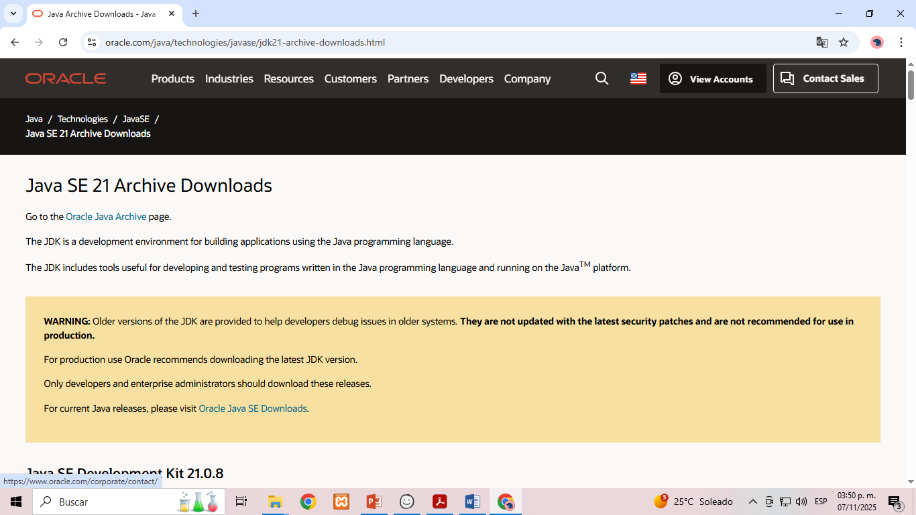 Java Archive Downloads - Java
oracle.com/java/technologies/javase/jdk21-archive-downloads.html
ORACLE Products Industries Resources Customers Partners Developers Company View Accounts Contact Sales
Java / Technologies / JavaSE /
Java SE 21 Archive Downloads
Java SE 21 Archive Downloads
Go to the Oracle Java Archive page.
The JDK is a development environment for building applications using the Java programming language.
The JDK includes tools useful for developing and testing programs written in the Java programming language and running on the Java™ platform.
WARNING: Older versions of the JDK are provided to help developers debug issues in older systems. They are not updated with the latest security patches and are not recommended for use in
production.
For production use Oracle recommends downloading the latest JDK version.
Only developers and enterprise administrators should download these releases.
For current Java releases, please visit Oracle Java SE Downloads.
Java SE Development Kit 21.0.8
https://www.oracle.com/corporate/contact/
Buscar
25°C Soleado
ESP
03:50 p. m.
07/11/2025
3